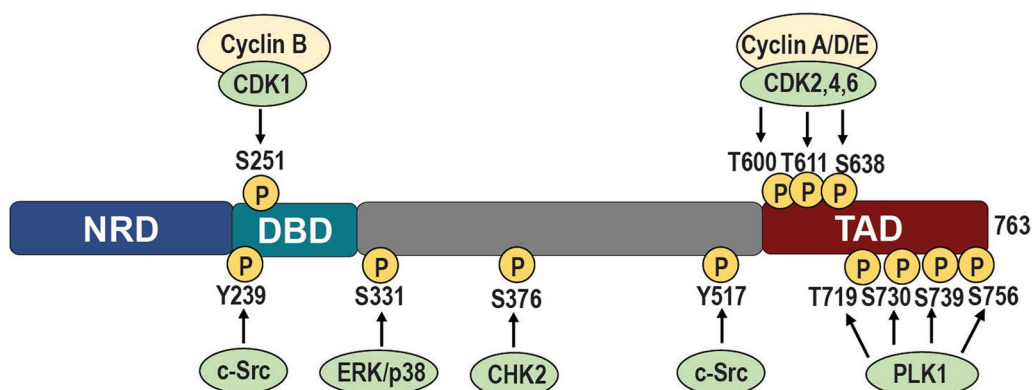 Cyclin B
CDK1
Cyclin A/D/E
CDK2,4,6
S251
T600 T611 S638
P
P P P
NRD
DBD
TAD
763
P
P
P
P
P P P P
Y239
S331
S376
Y517
T719 S730 S739 S756
c-Src
ERK/p38
CHK2
c-Src
PLK1